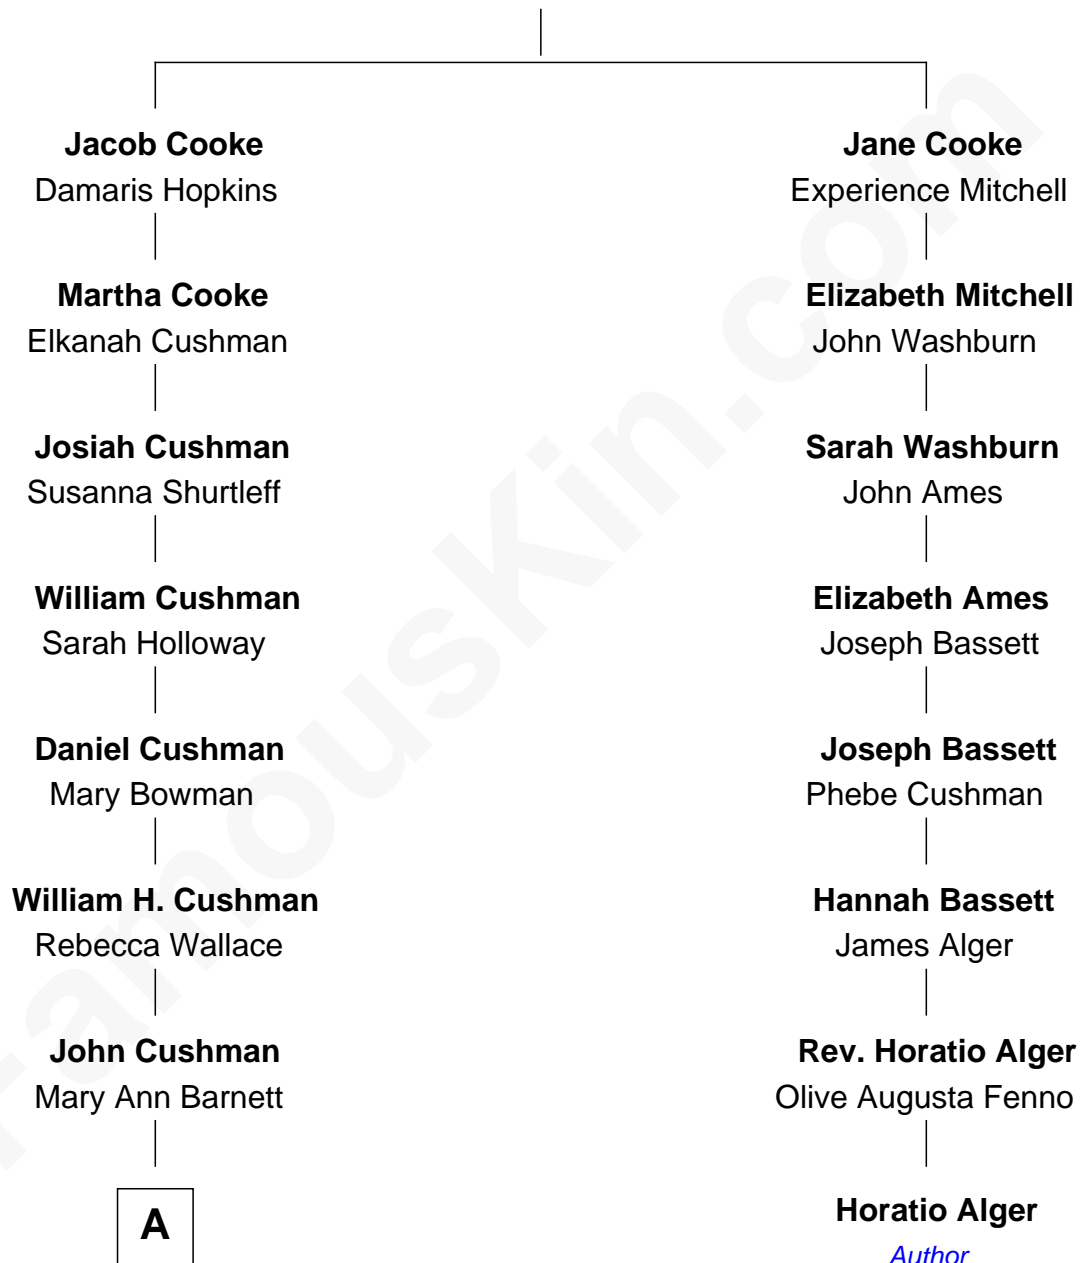 Jacob Cooke
Damaris Hopkins
Martha Cooke
Elkanah Cushman
Josiah Cushman
Susanna Shurtleff
William Cushman
Sarah Holloway
Daniel Cushman
Mary Bowman
William H. Cushman
Rebecca Wallace
John Cushman
Mary Ann Barnett
A
Jane Cooke
Experience Mitchell
Elizabeth Mitchell
John Washburn
Sarah Washburn
John Ames
Elizabeth Ames
Joseph Bassett
Joseph Bassett
Phebe Cushman
Hannah Bassett
James Alger
Rev. Horatio Alger
Olive Augusta Fenno
Horatio Alger
Author
FamousKin.com